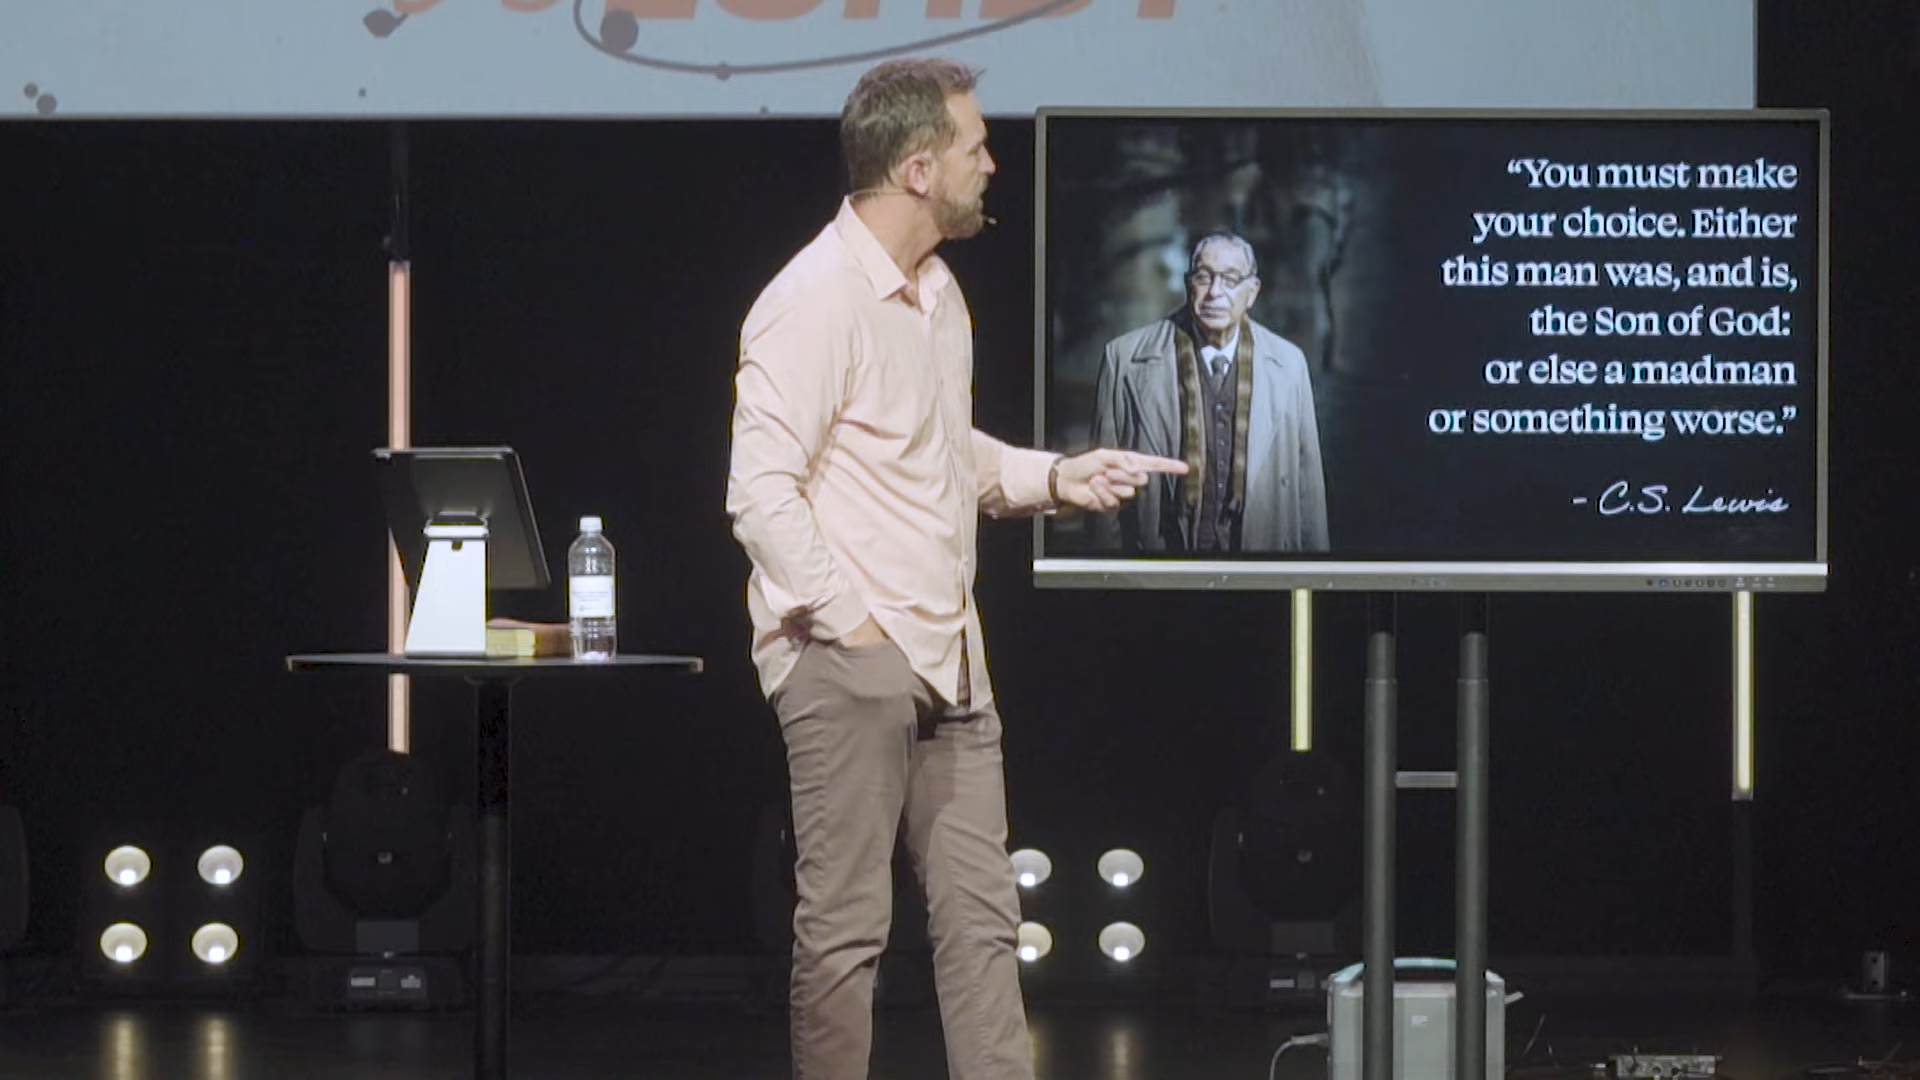 “You must make
your choice. Either
this man was, and is,
the Son of God:
or else a madman
or something worse.”
- C.S. Lewis